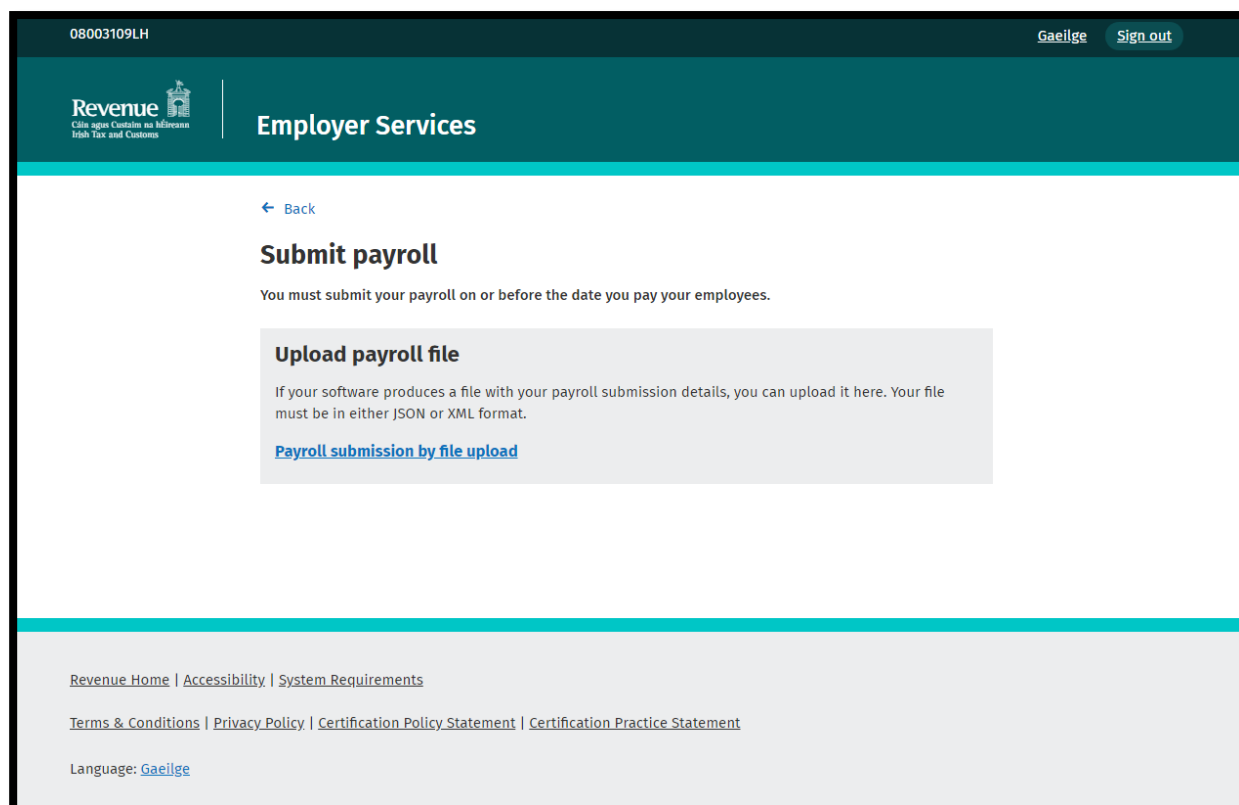 08003109LH
Gaeilge Sign out
Revenue
Cáin agus Custaim na hÉireann
Irish Tax and Customs
Employer Services
← Back
Submit payroll
You must submit your payroll on or before the date you pay your employees.
Upload payroll file
If your software produces a file with your payroll submission details, you can upload it here. Your file
must be in either JSON or XML format.
Payroll submission by file upload
Revenue Home | Accessibility | System Requirements
Terms & Conditions | Privacy Policy | Certification Policy Statement | Certification Practice Statement
Language: Gaeilge